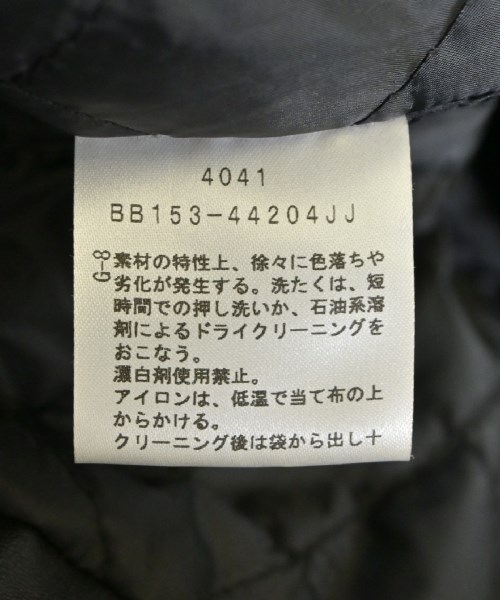 4041
BB153-44204JJ
G-8
素材の特性上、徐々に色落ちや
劣化が発生する。洗たくは、短
時間での押し洗いか、石油系溶
剤によるドライクリーニングを
おこなう。
濃白剤使用禁止。
アイロンは、低温で当て布の上
からかける。
クリーニング後は袋から出し十